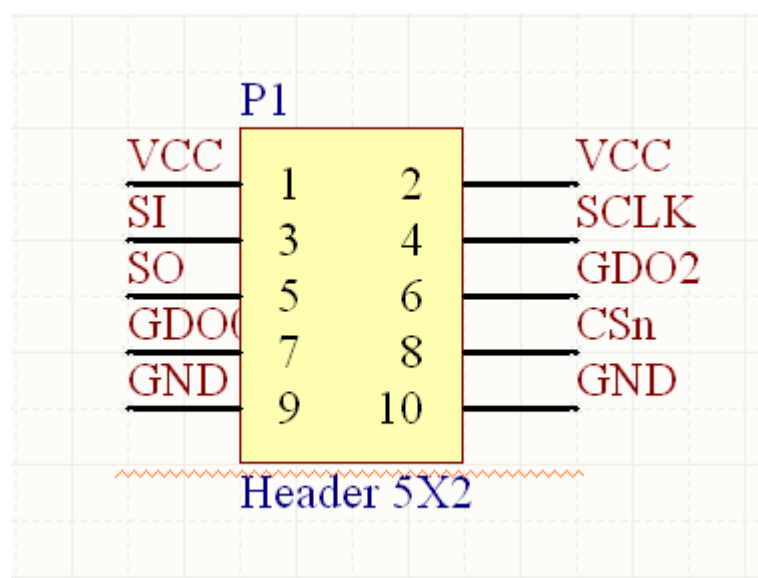 P1
VCC 1 2 VCC
SI 3 4 SCLK
SO 5 6 GDO2
7 8 CSn
GND 9 10 GND
Header 5X2